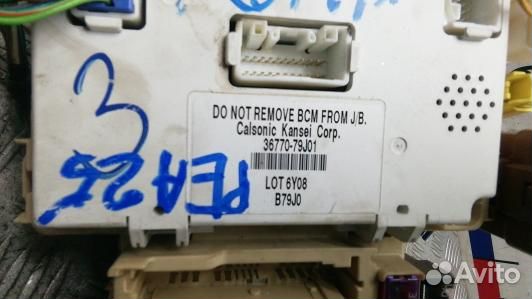 DO NOT REMOVE BCM FROM J/B.
Calsonic Kansei Corp.
36770-79J01
LOT 6Y08
B79J0
3
PEA25
Avito